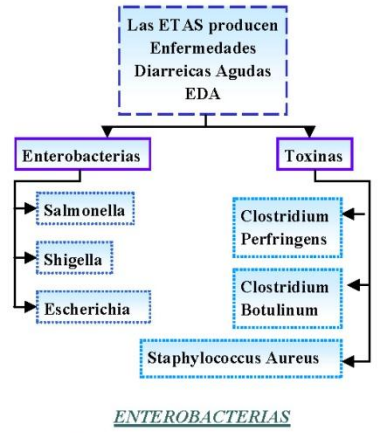 Las ETAS producen
Enfermedades
Diarreicas Agudas
EDA
Enterobacterias
Toxinas
Salmonella
Shigella
Escherichia
Clostridium
Perfringens
Clostridium
Botulinum
Staphylococcus Aureus
ENTEROBACTERIAS